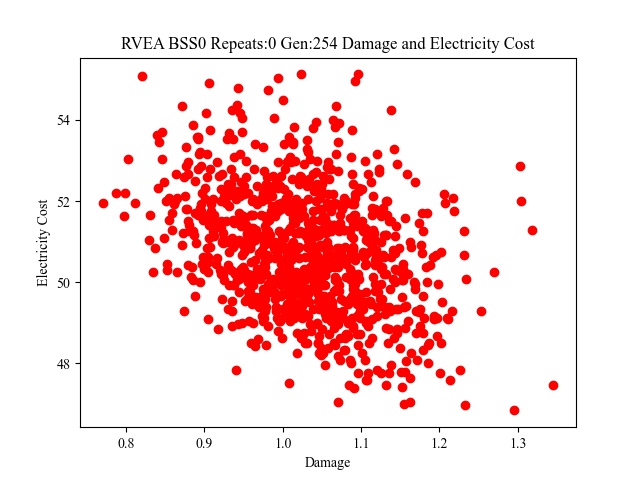 RVEA BSS0 Repeats:0 Gen:254 Damage and Electricity Cost
54
52
50
48
Electricity Cost
0.8 0.9 1.0 1.1 1.2 1.3
Damage